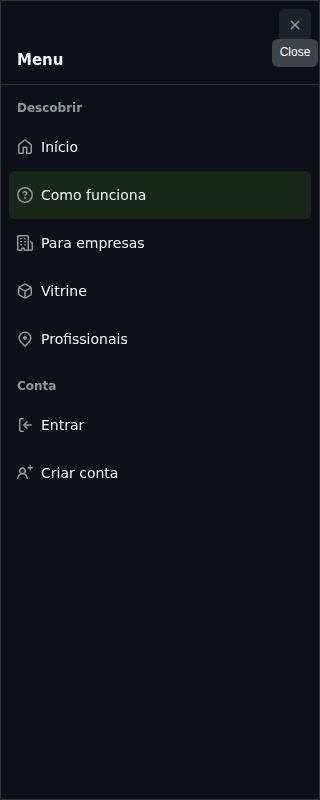 Close
Menu
Descobrir
Início
Como funciona
Para empresas
Vitrine
Profissionais
Conta
Entrar
Criar conta